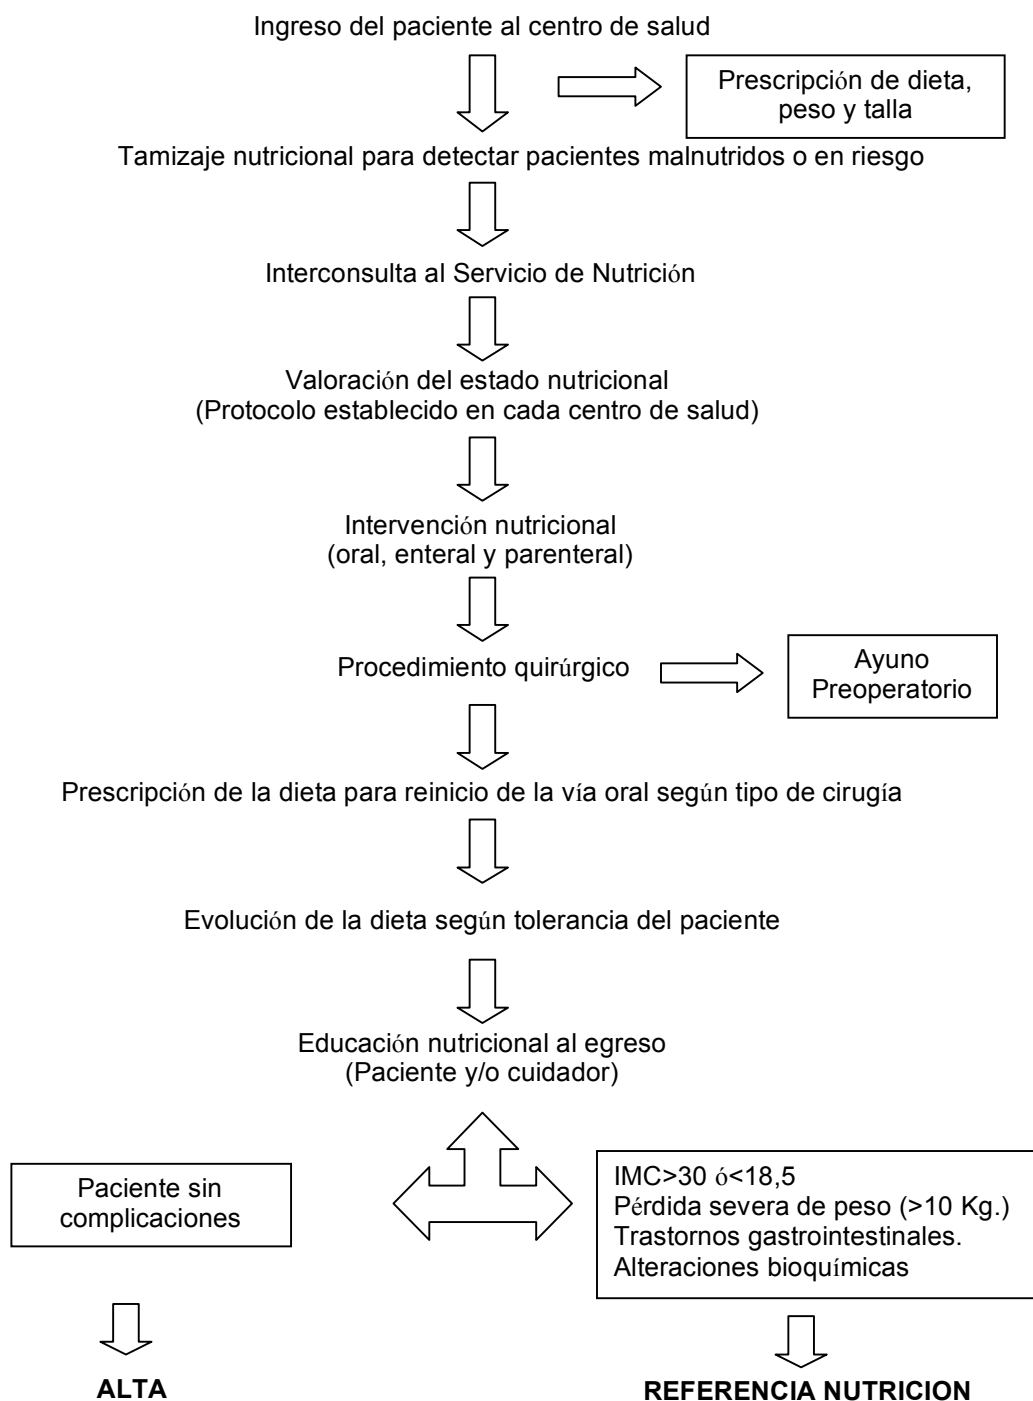 Ingreso del paciente al centro de salud
Prescripción de dieta,
peso y talla
Tamizaje nutricional para detectar pacientes malnutridos o en riesgo
Interconsulta al Servicio de Nutrición
Valoración del estado nutricional
(Protocolo establecido en cada centro de salud)
Intervención nutricional
(oral, enteral y parenteral)
Procedimiento quirúrgico
Ayuno
Preoperatorio
Prescripción de la dieta para reinicio de la vía oral según tipo de cirugía
Evolución de la dieta según tolerancia del paciente
Educación nutricional al egreso
(Paciente y/o cuidador)
Paciente sin
complicaciones
IMC>30 ó<18,5
Pérdida severa de peso (>10 Kg.)
Trastornos gastrointestinales.
Alteraciones bioquímicas
ALTA
REFERENCIA NUTRICION